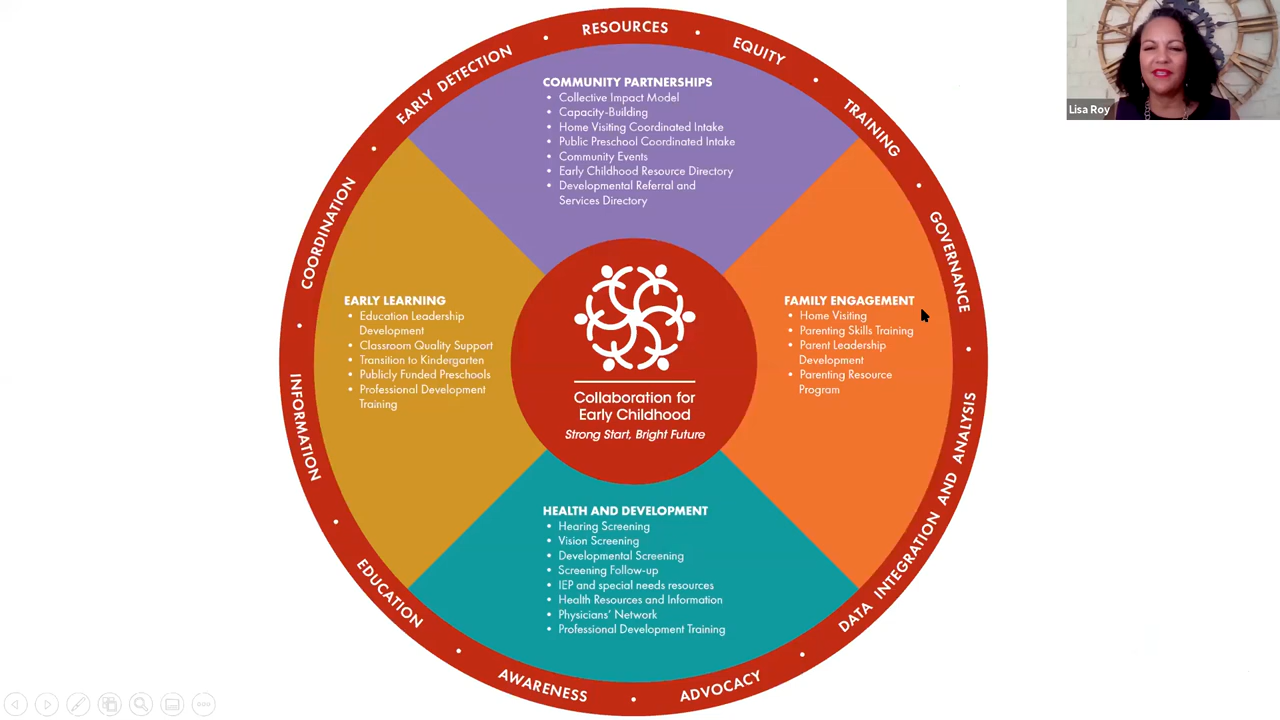 RESOURCES
EQUITY
TRAINING
GOVERNANCE
DATA INTEGRATION AND ANALYSIS
ADVOCACY
AWARENESS
EDUCATION
INFORMATION
COORDINATION
EARLY DETECTION
COMMUNITY PARTNERSHIPS
• Collective Impact Model
• Capacity-Building
• Home Visiting Coordinated Intake
• Public Preschool Coordinated Intake
• Community Events
• Early Childhood Resource Directory
• Developmental Referral and
Services Directory
EARLY LEARNING
• Education Leadership
Development
• Classroom Quality Support
• Transition to Kindergarten
• Publicly Funded Preschools
• Professional Development
Training
Collaboration for
Early Childhood
Strong Start, Bright Future
FAMILY ENGAGEMENT
• Home Visiting
• Parenting Skills Training
• Parent Leadership
Development
• Parenting Resource
Program
HEALTH AND DEVELOPMENT
• Hearing Screening
• Vision Screening
• Developmental Screening
• Screening Follow-up
• IEP and special needs resources
• Health Resources and Information
• Physicians' Network
• Professional Development Training
Lisa Roy